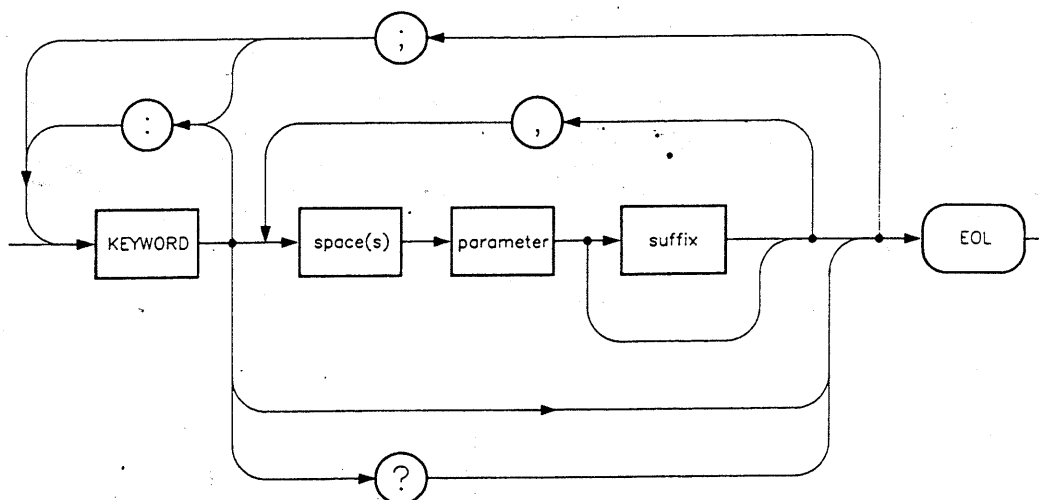 ;
:
,
KEYWORD
space(s)
parameter
suffix
EOL
?